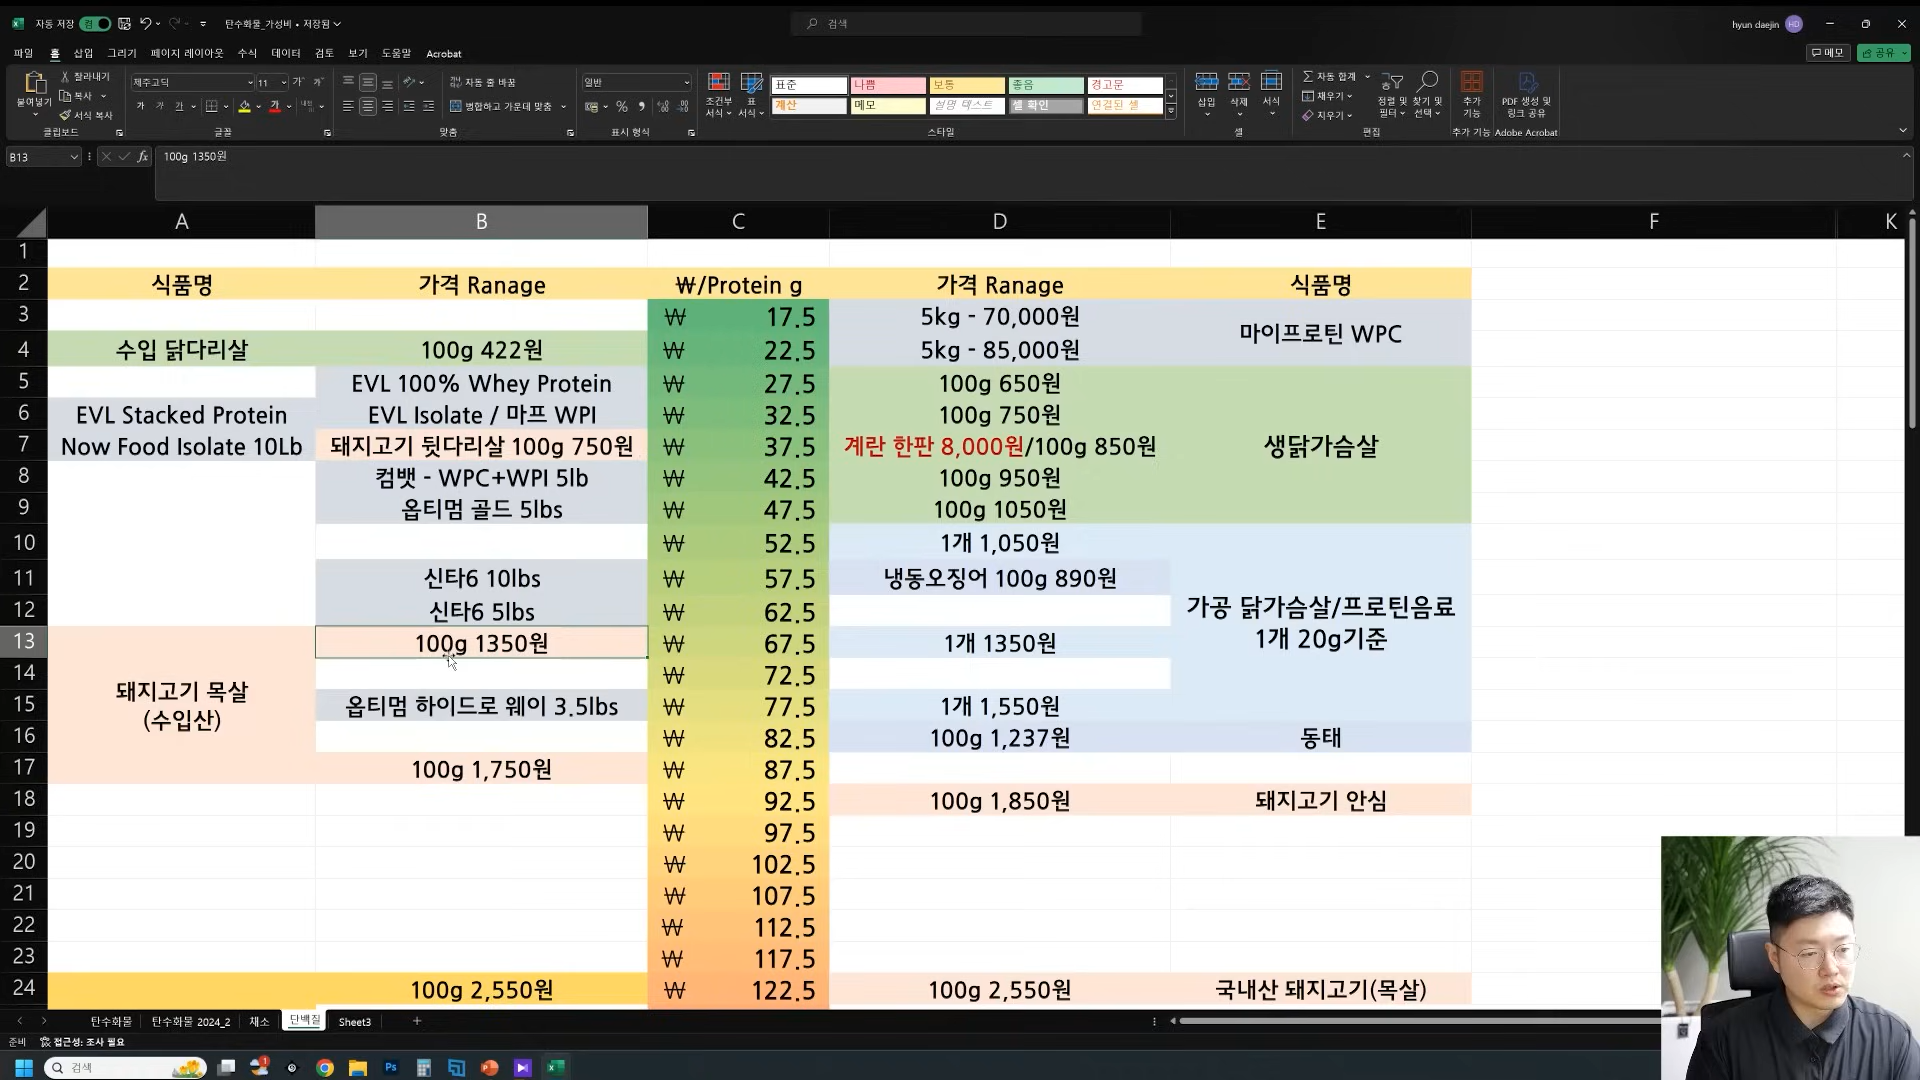 자동 저장 켬 탄수화물_가성비 • 저장됨 검색 hyun daejin HD
파일 홈 삽입 그리기 페이지 레이아웃 수식 데이터 검토 보기 도움말 Acrobat 메모 공유
붙여넣기 잘라내기 복사 서식 복사 클립보드
제주고딕 11 가 가 가 가 가 글꼴
자동 줄 바꿈 병합하고 가운데 맞춤 맞춤
일반 표시 형식
조건부 서식 표 서식 표준 나쁨 보통 좋음 경고문
계산 메모 설명 텍스트 셀 확인 연결된 셀 스타일
삽입 삭제 서식 셀
자동 합계 채우기 지우기 정렬 및 필터 찾기 및 선택 편집
추가 기능 추가 기능
PDF 생성 및 링크 공유 Adobe Acrobat
B13 fx 100g 1350원
A B C D E F K
1
2 식품명 가격 Ranage ₩/Protein g 가격 Ranage 식품명
3 ₩ 17.5 5kg - 70,000원 마이프로틴 WPC
4 수입 닭다리살 100g 422원 ₩ 22.5 5kg - 85,000원
5 EVL 100% Whey Protein ₩ 27.5 100g 650원
6 EVL Stacked Protein EVL Isolate / 마프 WPI ₩ 32.5 100g 750원
7 Now Food Isolate 10Lb 돼지고기 뒷다리살 100g 750원 ₩ 37.5 계란 한판 8,000원/100g 850원 생닭가슴살
8 컴뱃 - WPC+WPI 5lb ₩ 42.5 100g 950원
9 옵티멈 골드 5lbs ₩ 47.5 100g 1050원
10 ₩ 52.5 1개 1,050원
11 신타6 10lbs ₩ 57.5 냉동오징어 100g 890원
12 신타6 5lbs ₩ 62.5 가공 닭가슴살/프로틴음료
13 100g 1350원 ₩ 67.5 1개 1350원 1개 20g기준
14 돼지고기 목살 ₩ 72.5
15 (수입산) 옵티멈 하이드로 웨이 3.5lbs ₩ 77.5 1개 1,550원
16 ₩ 82.5 100g 1,237원 동태
17 100g 1,750원 ₩ 87.5
18 ₩ 92.5 100g 1,850원 돼지고기 안심
19 ₩ 97.5
20 ₩ 102.5
21 ₩ 107.5
22 ₩ 112.5
23 ₩ 117.5
24 100g 2,550원 ₩ 122.5 100g 2,550원 국내산 돼지고기(목살)
탄수화물 탄수화물 2024_2 채소 단백질 Sheet3 +
준비 접근성: 조사 필요
검색